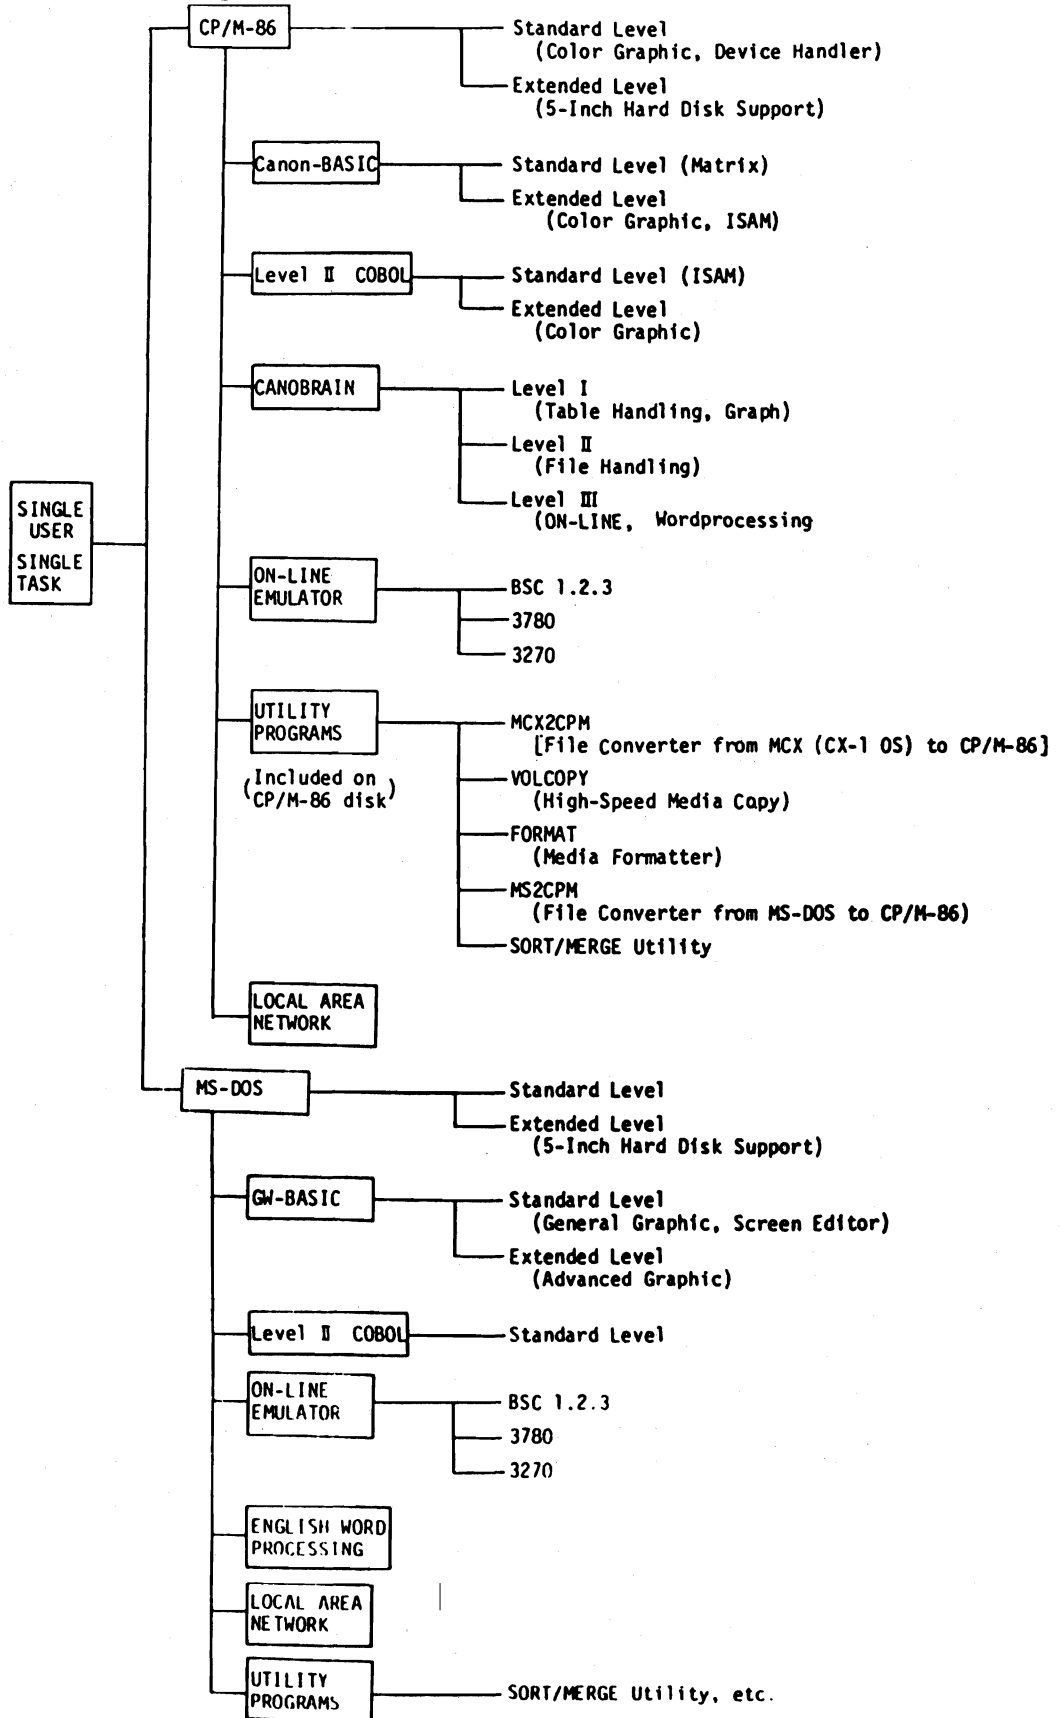 CP/M-86
Standard Level
(Color Graphic, Device Handler)
Extended Level
(5-Inch Hard Disk Support)
Canon-BASIC
Standard Level (Matrix)
Extended Level
(Color Graphic, ISAM)
Level II COBOL
Standard Level (ISAM)
Extended Level
(Color Graphic)
CANOBRAIN
Level I
(Table Handling, Graph)
Level II
(File Handling)
Level III
(ON-LINE, Wordprocessing
SINGLE
USER
SINGLE
TASK
ON-LINE
EMULATOR
BSC 1.2.3
3780
3270
UTILITY
PROGRAMS
(Included on
CP/M-86 disk)
MCX2CPM
[File Converter from MCX (CX-1 OS) to CP/M-86]
VOLCOPY
(High-Speed Media Copy)
FORMAT
(Media Formatter)
MS2CPM
(File Converter from MS-DOS to CP/M-86)
SORT/MERGE Utility
LOCAL AREA
NETWORK
MS-DOS
Standard Level
Extended Level
(5-Inch Hard Disk Support)
GW-BASIC
Standard Level
(General Graphic, Screen Editor)
Extended Level
(Advanced Graphic)
Level II COBOL
Standard Level
ON-LINE
EMULATOR
BSC 1.2.3
3780
3270
ENGLISH WORD
PROCESSING
LOCAL AREA
NETWORK
UTILITY
PROGRAMS
SORT/MERGE Utility, etc.